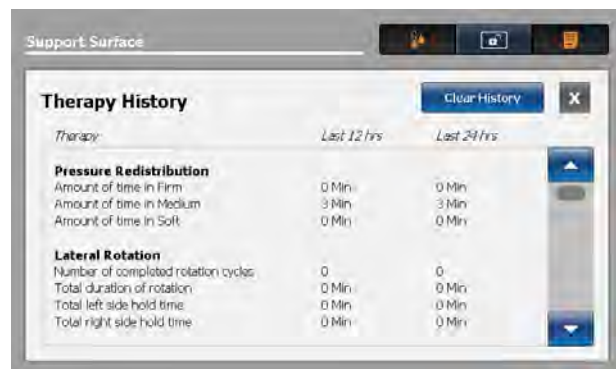 Support Surface
Therapy History
Clear History
X
Therapy Last 12 hrs Last 24 hrs
Pressure Redistribution
Amount of time in Firm 0 Min 0 Min
Amount of time in Medium 3 Min 3 Min
Amount of time in Soft 0 Min 0 Min
Lateral Rotation
Number of completed rotation cycles 0 0
Total duration of rotation 0 Min 0 Min
Total left side hold time 0 Min 0 Min
Total right side hold time 0 Min 0 Min